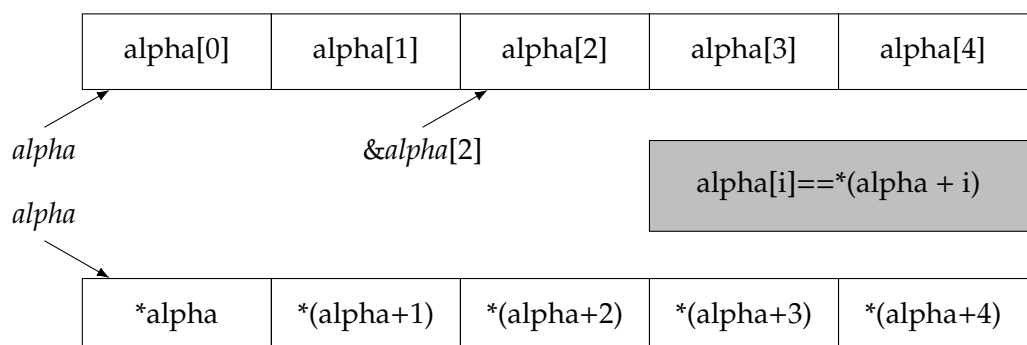 alpha[0] alpha[1] alpha[2] alpha[3] alpha[4]
alpha &alpha[2]
alpha[i]==*(alpha + i)
alpha
*alpha *(alpha+1) *(alpha+2) *(alpha+3) *(alpha+4)